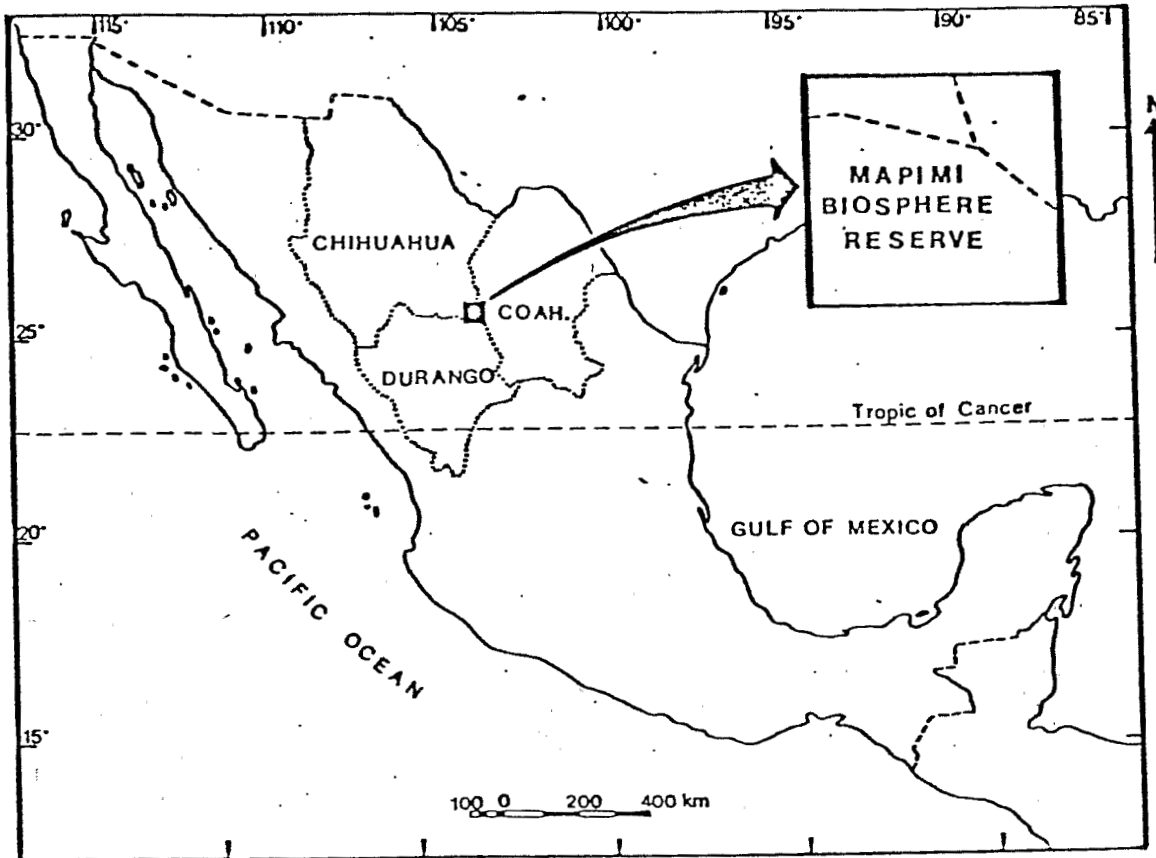 115° 110° 105° 100° 95° 90° 85°
N
30°
MAPIMI
BIOSPHERE
RESERVE
CHIHUAHUA
COAH.
25°
DURANGO
Tropic of Cancer
20°
GULF OF MEXICO
PACIFIC OCEAN
15°
100 0 200 400 km